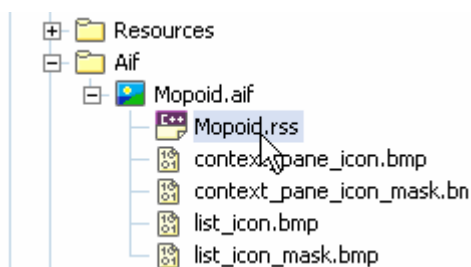 Resources
Aif
Mopoid.aif
Mopoid.rss
context_pane_icon.bmp
context_pane_icon_mask.bn
list_icon.bmp
list_icon_mask.bmp